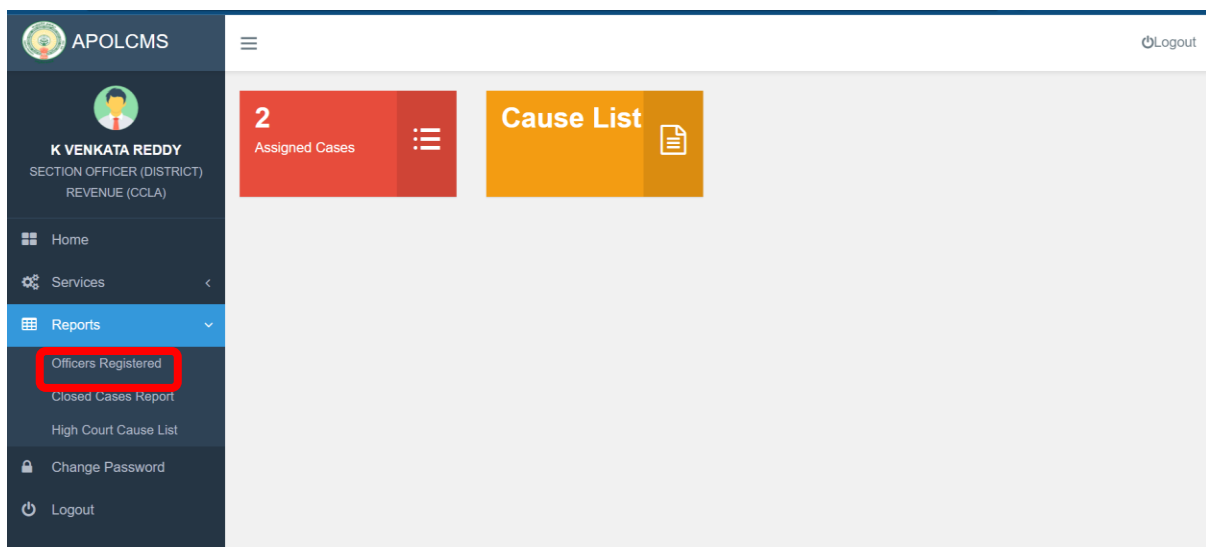 APOLCMS
Logout
K VENKATA REDDY
SECTION OFFICER (DISTRICT)
REVENUE (CCLA)
Home
Services
Reports
Officers Registered
Closed Cases Report
High Court Cause List
Change Password
Logout
2
Assigned Cases
Cause List